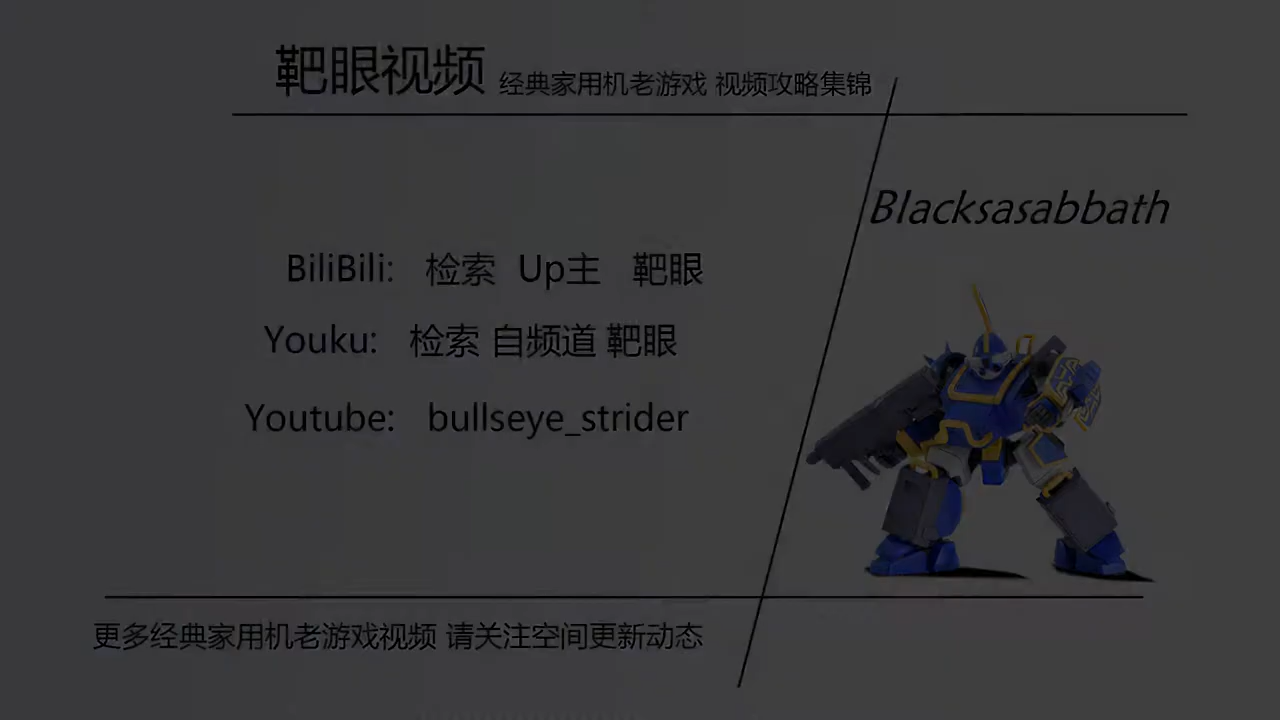 靶眼视频 经典家用机老游戏 视频攻略集锦
Blacksasabbath
BiliBili: 检索 Up主 靶眼
Youku: 检索 自频道 靶眼
Youtube: bullseye_strider
更多经典家用机老游戏视频 请关注空间更新动态